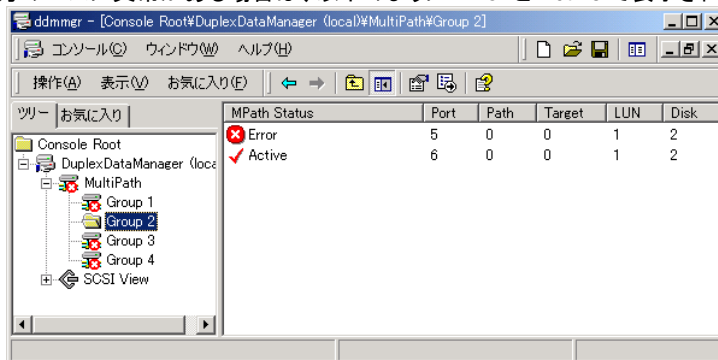 ddmmgr - [Console Root¥DuplexDataManager (local)¥MultiPath¥Group 2]
コンソール(C) ウィンドウ(W) ヘルプ(H)
操作(A) 表示(V) お気に入り(F)
ツリー お気に入り
Console Root
DuplexDataManager (loca
MultiPath
Group 1
Group 2
Group 3
Group 4
SCSI View
MPath Status Port Path Target LUN Disk
Error 5 0 0 1 2
Active 6 0 0 1 2